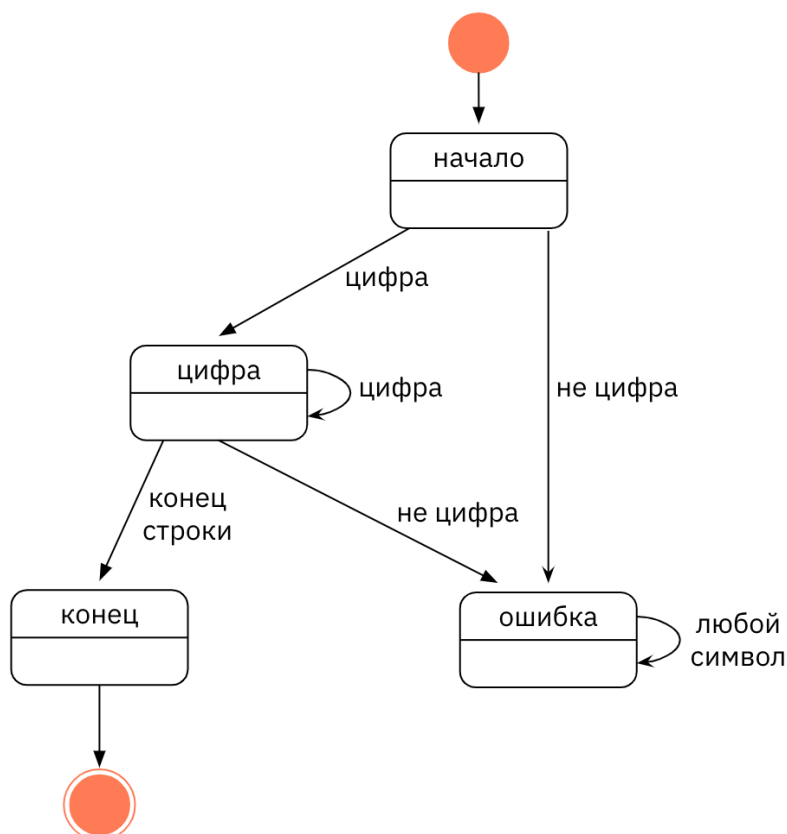 начало
цифра
цифра
цифра
не цифра
конец
строки
не цифра
конец
ошибка
любой
символ